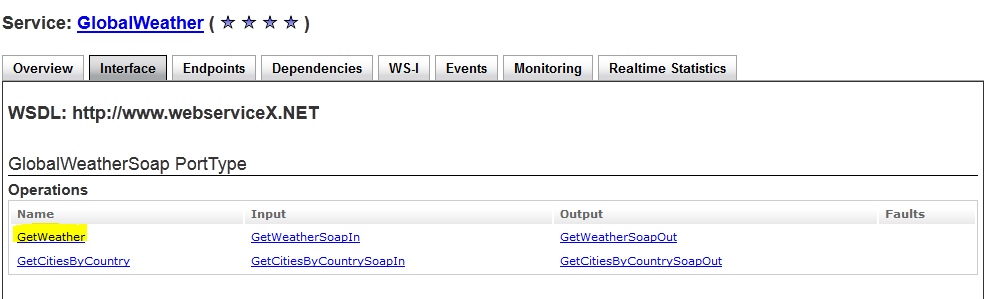 Service: GlobalWeather ( ★ ★ ★ ★ )
Overview Interface Endpoints Dependencies WS-I Events Monitoring Realtime Statistics
WSDL: http://www.webserviceX.NET
GlobalWeatherSoap PortType
Operations
Name Input Output Faults
GetWeather GetWeatherSoapIn GetWeatherSoapOut
GetCitiesByCountry GetCitiesByCountrySoapIn GetCitiesByCountrySoapOut